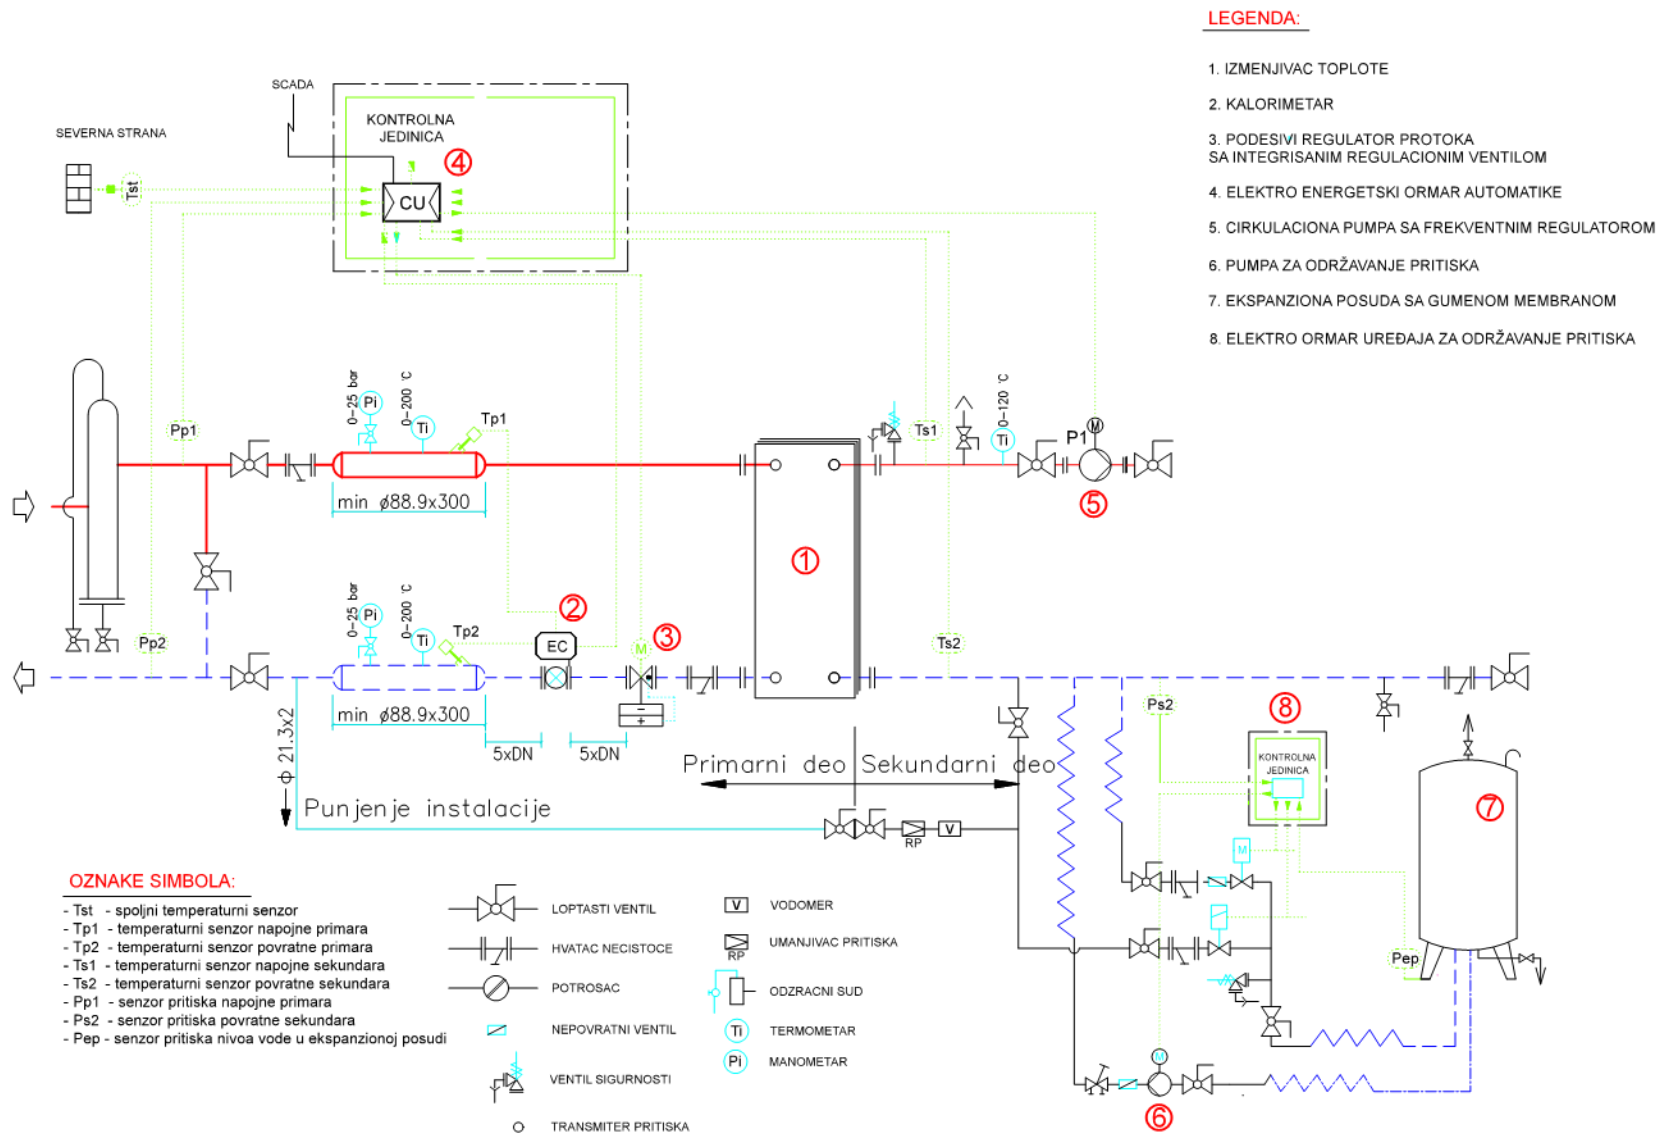 LEGENDA:
1. IZMENJIVAC TOPLOTE
2. KALORIMETAR
3. PODESIVI REGULATOR PROTOKA
SA INTEGRISANIM REGULACIONIM VENTILOM
4. ELEKTRO ENERGETSKI ORMAR AUTOMATIKE
5. CIRKULACIONA PUMPA SA FREKVENTNIM REGULATOROM
6. PUMPA ZA ODRŽAVANJE PRITISKA
7. EKSPANZIONA POSUDA SA GUMENOM MEMBRANOM
8. ELEKTRO ORMAR UREĐAJA ZA ODRŽAVANJE PRITISKA
SCADA
SEVERNA STRANA
KONTROLNA
JEDINICA
4
Tst
CU
Pp1
0-25 bar
Pi
0-200 °C
Ti
Tp1
min ø88.9x300
Ts1
0-120 °C
Ti
P1
M
5
1
Pp2
0-25 bar
Pi
0-200 °C
Ti
Tp2
2
EC
3
M
-
+
min ø88.9x300
5xDN
5xDN
ϕ 21.3x2
Punjenje instalacije
Primarni deo
Sekundarni deo
RP
V
Ts2
Ps2
8
KONTROLNA
JEDINICA
M
7
Pep
M
6
OZNAKE SIMBOLA:
- Tst - spoljni temperaturni senzor
- Tp1 - temperaturni senzor napojne primara
- Tp2 - temperaturni senzor povratne primara
- Ts1 - temperaturni senzor napojne sekundara
- Ts2 - temperaturni senzor povratne sekundara
- Pp1 - senzor pritiska napojne primara
- Ps2 - senzor pritiska povratne sekundara
- Pep - senzor pritiska nivoa vode u ekspanzionoj posudi
LOPTASTI VENTIL
HVATAC NECISTOCE
POTROSAC
NEPOVRATNI VENTIL
VENTIL SIGURNOSTI
TRANSMITER PRITISKA
V VODOMER
RP UMANJIVAC PRITISKA
ODZRACNI SUD
Ti TERMOMETAR
Pi MANOMETAR